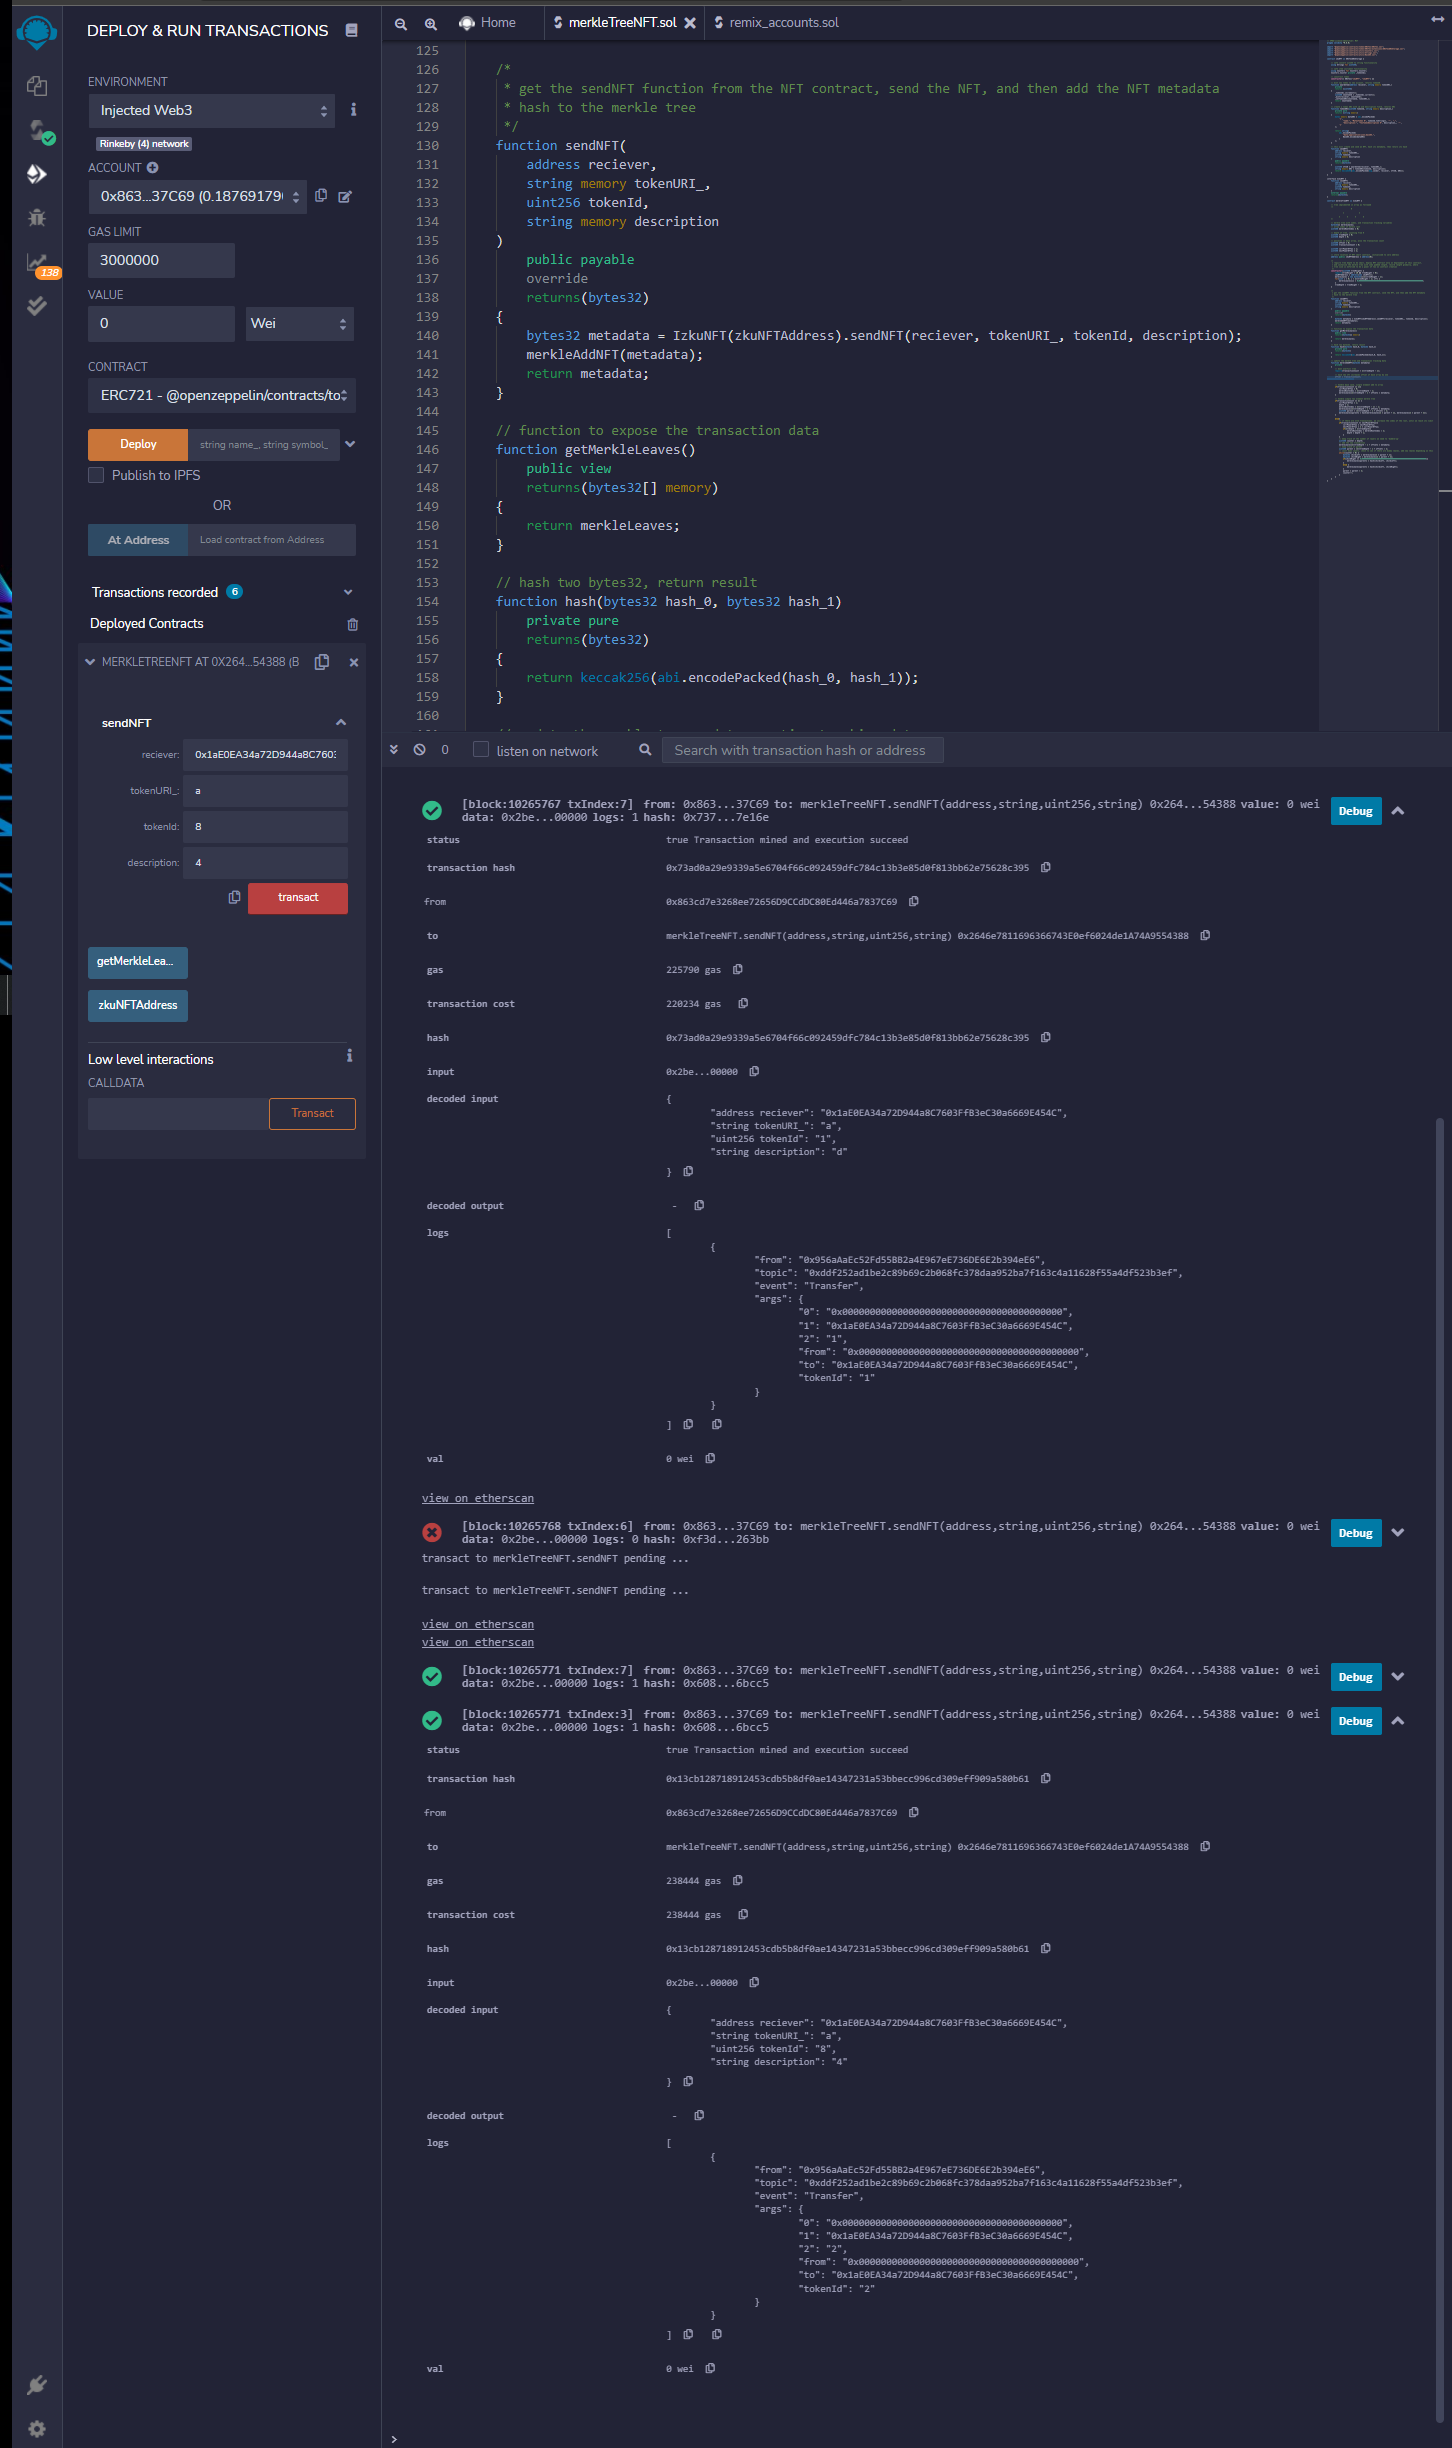 DEPLOY & RUN TRANSACTIONS
ENVIRONMENT
Injected Web3
Rinkeby (4) network
ACCOUNT
0x863...37C69 (0.18769179
GAS LIMIT
3000000
VALUE
0
Wei
CONTRACT
ERC721 - @openzeppelin/contracts/to
Deploy
string name_, string symbol_
Publish to IPFS
OR
At Address
Load contract from Address
Transactions recorded 6
Deployed Contracts
MERKLETREENFT AT 0X264...54388 (B
sendNFT
reciever:
0x1aE0EA34a72D944a8C7603
tokenURI_:
a
tokenId:
8
description:
4
transact
getMerkleLea...
zkuNFTAddress
Low level interactions
CALLDATA
Transact
138
Home
merkleTreeNFT.sol
remix_accounts.sol
125
126 /*
127 * get the sendNFT function from the NFT contract, send the NFT, and then add the NFT metadata
128 * hash to the merkle tree
129 */
130 function sendNFT(
131 address reciever,
132 string memory tokenURI_,
133 uint256 tokenId,
134 string memory description
135 )
136 public payable
137 override
138 returns(bytes32)
139 {
140 bytes32 metadata = IzkuNFT(zkuNFTAddress).sendNFT(reciever, tokenURI_, tokenId, description);
141 merkleAddNFT(metadata);
142 return metadata;
143 }
144
145 // function to expose the transaction data
146 function getMerkleLeaves()
147 public view
148 returns(bytes32[] memory)
149 {
150 return merkleLeaves;
151 }
152
153 // hash two bytes32, return result
154 function hash(bytes32 hash_0, bytes32 hash_1)
155 private pure
156 returns(bytes32)
157 {
158 return keccak256(abi.encodePacked(hash_0, hash_1));
159 }
160
0
listen on network
Search with transaction hash or address
[block:10265767 txIndex:7] from: 0x863...37C69 to: merkleTreeNFT.sendNFT(address,string,uint256,string) 0x264...54388 value: 0 wei
data: 0x2be...00000 logs: 1 hash: 0x737...7e16e
Debug
status true Transaction mined and execution succeed
transaction hash 0x73ad0a29e9339a5e6704f66c092459dfc784c13b3e85d0f813bb62e75628c395
from 0x863cd7e3268ee72656D9CCdDC80Ed446a7837C69
to merkleTreeNFT.sendNFT(address,string,uint256,string) 0x2646e7811696366743E0ef6024de1A74A9554388
gas 225790 gas
transaction cost 220234 gas
hash 0x73ad0a29e9339a5e6704f66c092459dfc784c13b3e85d0f813bb62e75628c395
input 0x2be...00000
decoded input {
"address reciever": "0x1aE0EA34a72D944a8C7603FfB3eC30a6669E454C",
"string tokenURI_": "a",
"uint256 tokenId": "1",
"string description": "d"
}
decoded output -
logs [
{
"from": "0x956aAaEc52Fd55BB2a4E967eE736DE6E2b394eE6",
"topic": "0xddf252ad1be2c89b69c2b068fc378daa952ba7f163c4a11628f55a4df523b3ef",
"event": "Transfer",
"args": {
"0": "0x0000000000000000000000000000000000000000",
"1": "0x1aE0EA34a72D944a8C7603FfB3eC30a6669E454C",
"2": "1",
"from": "0x0000000000000000000000000000000000000000",
"to": "0x1aE0EA34a72D944a8C7603FfB3eC30a6669E454C",
"tokenId": "1"
}
}
]
val 0 wei
view on etherscan
[block:10265768 txIndex:6] from: 0x863...37C69 to: merkleTreeNFT.sendNFT(address,string,uint256,string) 0x264...54388 value: 0 wei
data: 0x2be...00000 logs: 0 hash: 0xf3d...263bb
Debug
transact to merkleTreeNFT.sendNFT pending ...
transact to merkleTreeNFT.sendNFT pending ...
view on etherscan
view on etherscan
[block:10265771 txIndex:7] from: 0x863...37C69 to: merkleTreeNFT.sendNFT(address,string,uint256,string) 0x264...54388 value: 0 wei
data: 0x2be...00000 logs: 1 hash: 0x608...6bcc5
Debug
[block:10265771 txIndex:3] from: 0x863...37C69 to: merkleTreeNFT.sendNFT(address,string,uint256,string) 0x264...54388 value: 0 wei
data: 0x2be...00000 logs: 1 hash: 0x608...6bcc5
Debug
status true Transaction mined and execution succeed
transaction hash 0x13cb128718912453cdb5b8df0ae14347231a53bbecc996cd309eff909a580b61
from 0x863cd7e3268ee72656D9CCdDC80Ed446a7837C69
to merkleTreeNFT.sendNFT(address,string,uint256,string) 0x2646e7811696366743E0ef6024de1A74A9554388
gas 238444 gas
transaction cost 238444 gas
hash 0x13cb128718912453cdb5b8df0ae14347231a53bbecc996cd309eff909a580b61
input 0x2be...00000
decoded input {
"address reciever": "0x1aE0EA34a72D944a8C7603FfB3eC30a6669E454C",
"string tokenURI_": "a",
"uint256 tokenId": "8",
"string description": "4"
}
decoded output -
logs [
{
"from": "0x956aAaEc52Fd55BB2a4E967eE736DE6E2b394eE6",
"topic": "0xddf252ad1be2c89b69c2b068fc378daa952ba7f163c4a11628f55a4df523b3ef",
"event": "Transfer",
"args": {
"0": "0x0000000000000000000000000000000000000000",
"1": "0x1aE0EA34a72D944a8C7603FfB3eC30a6669E454C",
"2": "2",
"from": "0x0000000000000000000000000000000000000000",
"to": "0x1aE0EA34a72D944a8C7603FfB3eC30a6669E454C",
"tokenId": "2"
}
}
]
val 0 wei
>